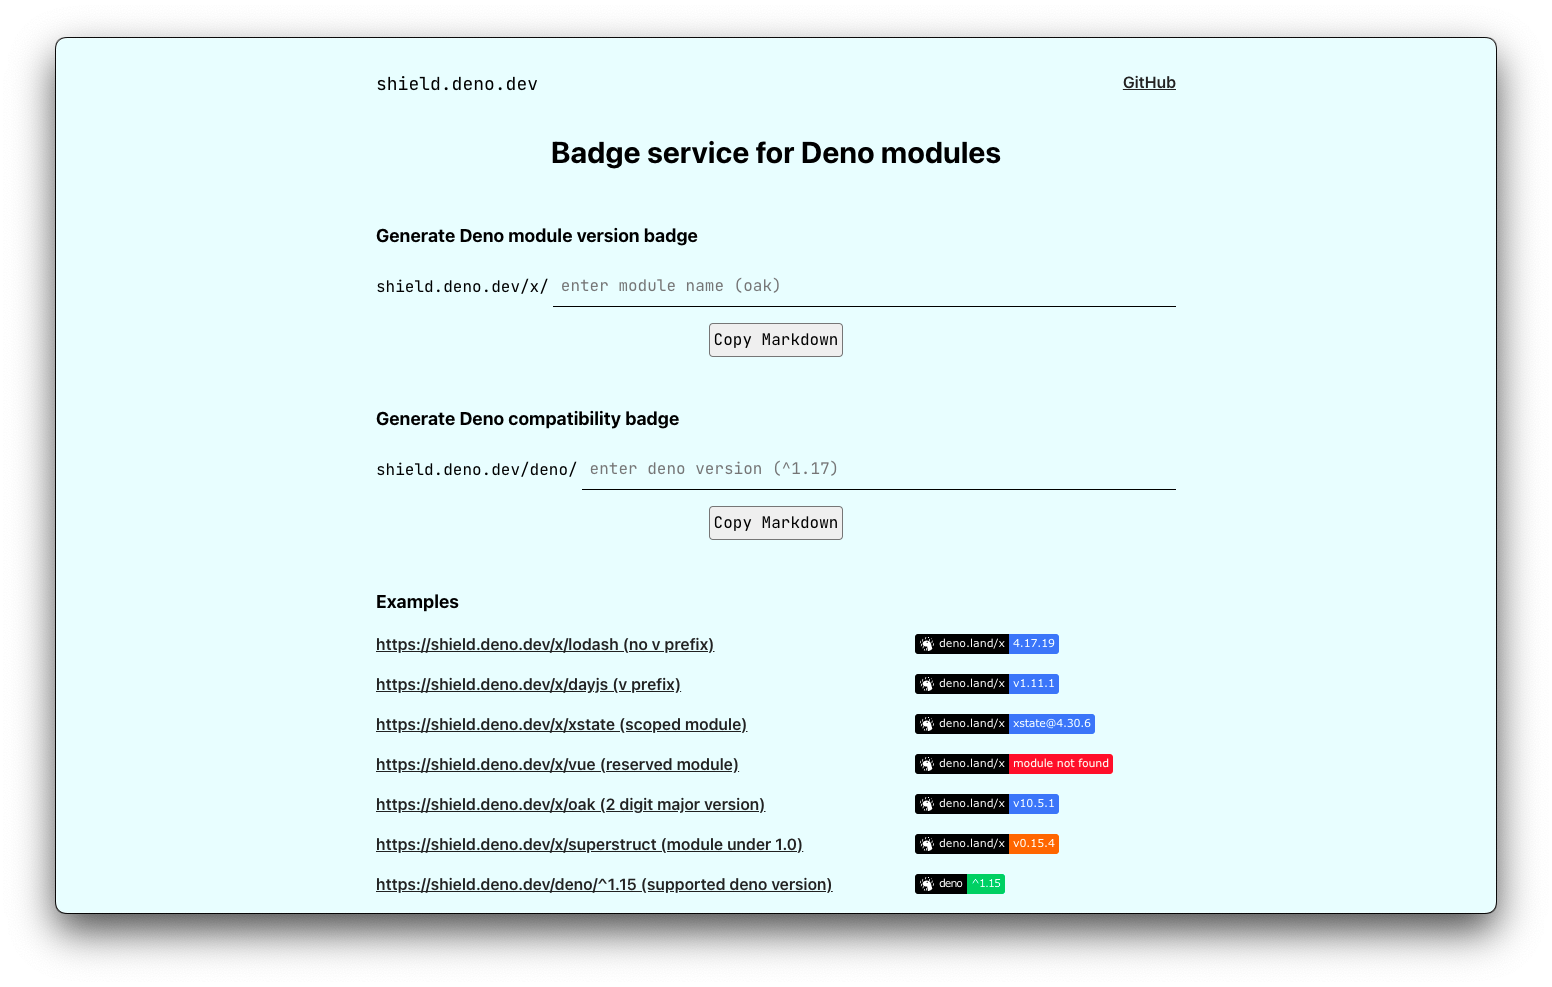 shield.deno.dev GitHub
Badge service for Deno modules
Generate Deno module version badge
shield.deno.dev/x/ enter module name (oak)
Copy Markdown
Generate Deno compatibility badge
shield.deno.dev/deno/ enter deno version (^1.17)
Copy Markdown
Examples
https://shield.deno.dev/x/lodash (no v prefix) deno.land/x 4.17.19
https://shield.deno.dev/x/dayjs (v prefix) deno.land/x v1.11.1
https://shield.deno.dev/x/xstate (scoped module) deno.land/x xstate@4.30.6
https://shield.deno.dev/x/vue (reserved module) deno.land/x module not found
https://shield.deno.dev/x/oak (2 digit major version) deno.land/x v10.5.1
https://shield.deno.dev/x/superstruct (module under 1.0) deno.land/x v0.15.4
https://shield.deno.dev/deno/^1.15 (supported deno version) deno ^1.15